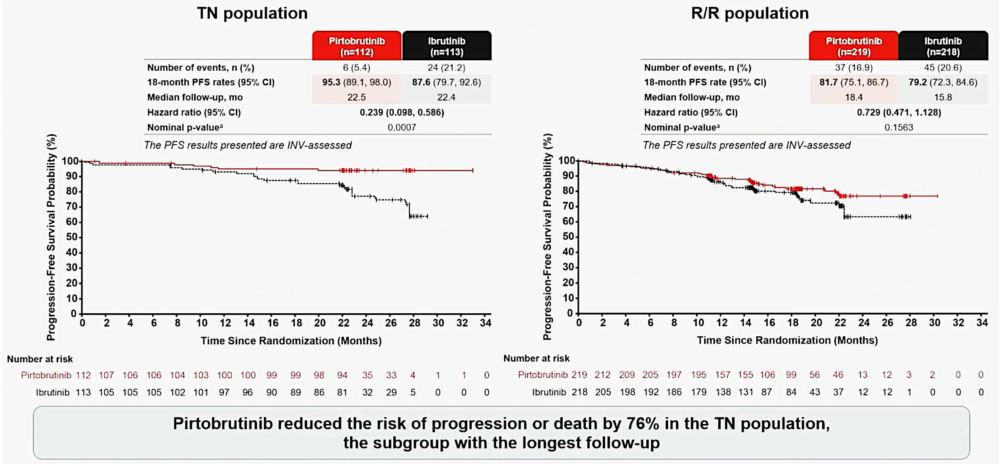 TN population
Pirtobrutinib
(n=112)
Ibrutinib
(n=113)
Number of events, n (%) 6 (5.4) 24 (21.2)
18-month PFS rates (95% CI) 95.3 (89.1, 98.0) 87.6 (79.7, 92.6)
Median follow-up, mo 22.5 22.4
Hazard ratio (95% CI) 0.239 (0.098, 0.586)
Nominal p-valueᵃ 0.0007
The PFS results presented are INV-assessed
Progression-Free Survival Probability (%)
100
90
80
70
60
50
40
30
20
10
0
0 2 4 6 8 10 12 14 16 18 20 22 24 26 28 30 32 34
Time Since Randomization (Months)
Number at risk
Pirtobrutinib 112 107 106 106 104 103 100 100 99 99 98 94 35 33 4 1 1 0
Ibrutinib 113 105 105 105 102 101 97 96 90 89 86 81 32 29 5 0 0 0
R/R population
Pirtobrutinib
(n=219)
Ibrutinib
(n=218)
Number of events, n (%) 37 (16.9) 45 (20.6)
18-month PFS rate (95% CI) 81.7 (75.1, 86.7) 79.2 (72.3, 84.6)
Median follow-up, mo 18.4 15.8
Hazard ratio (95% CI) 0.729 (0.471, 1.128)
Nominal p-valueᵃ 0.1563
The PFS results presented are INV-assessed
Progression-Free Survival Probability (%)
100
90
80
70
60
50
40
30
20
10
0
0 2 4 6 8 10 12 14 16 18 20 22 24 26 28 30 32 34
Time Since Randomization (Months)
Number at risk
Pirtobrutinib 219 212 209 205 197 195 157 155 106 99 56 46 13 12 3 2 0 0
Ibrutinib 218 205 198 192 186 179 138 131 87 84 43 37 12 12 1 0 0 0
Pirtobrutinib reduced the risk of progression or death by 76% in the TN population,
the subgroup with the longest follow-up